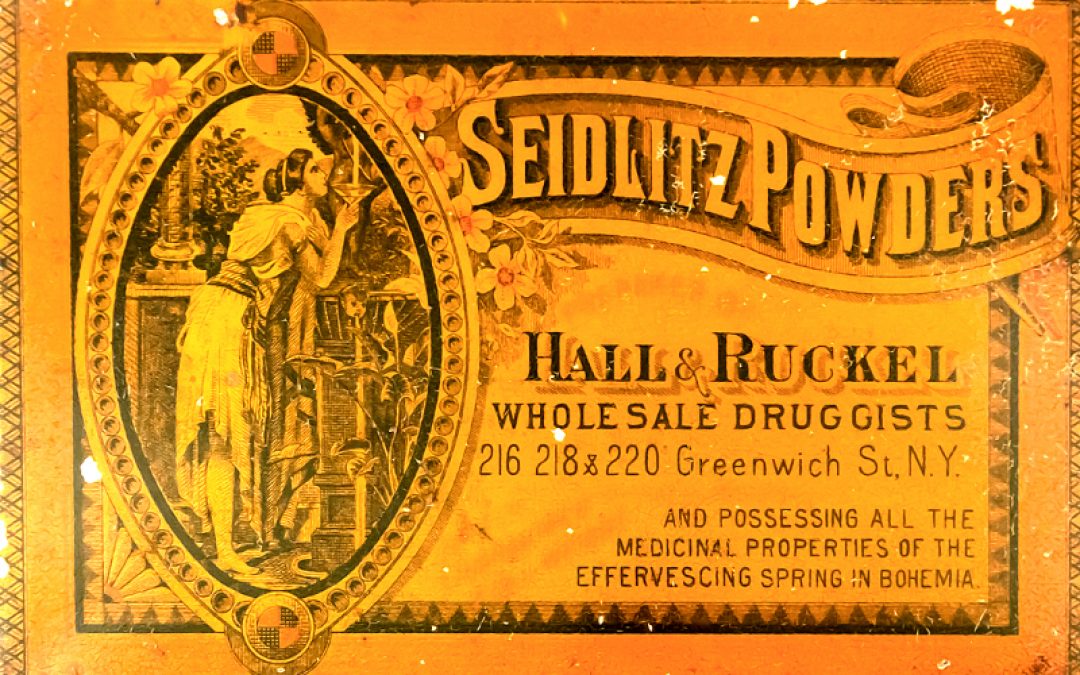 SEIDLITZ POWDERS
HALL & RUCKEL
WHOLESALE DRUGGISTS
216 218 & 220 Greenwich St, N.Y.
AND POSSESSING ALL THE
MEDICINAL PROPERTIES OF THE
EFFERVESCING SPRING IN BOHEMIA.